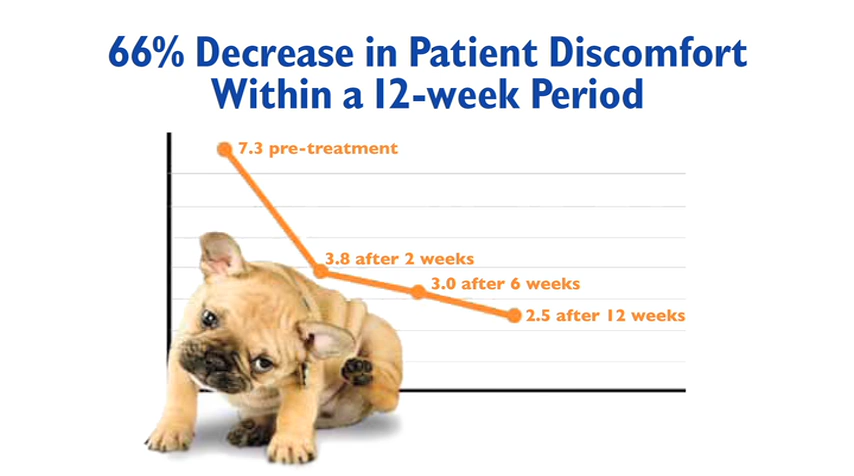 66% Decrease in Patient Discomfort
Within a 12-week Period
7.3 pre-treatment
3.8 after 2 weeks
3.0 after 6 weeks
2.5 after 12 weeks